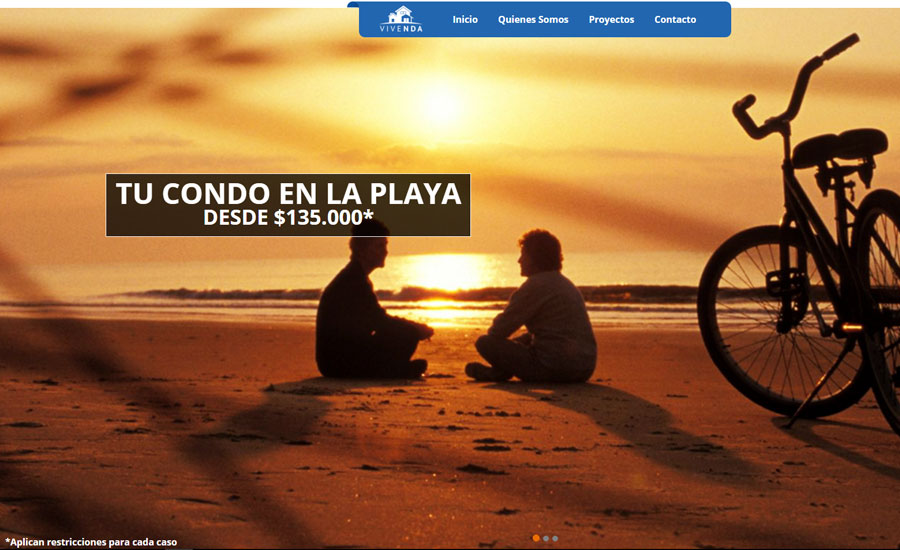 VIVENDA
Inicio Quienes Somos Proyectos Contacto
TU CONDO EN LA PLAYA
DESDE $135.000*
*Aplican restricciones para cada caso